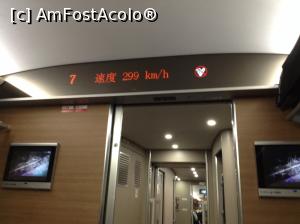 [c] AmFostAcolo®
7 速度 299 km/h